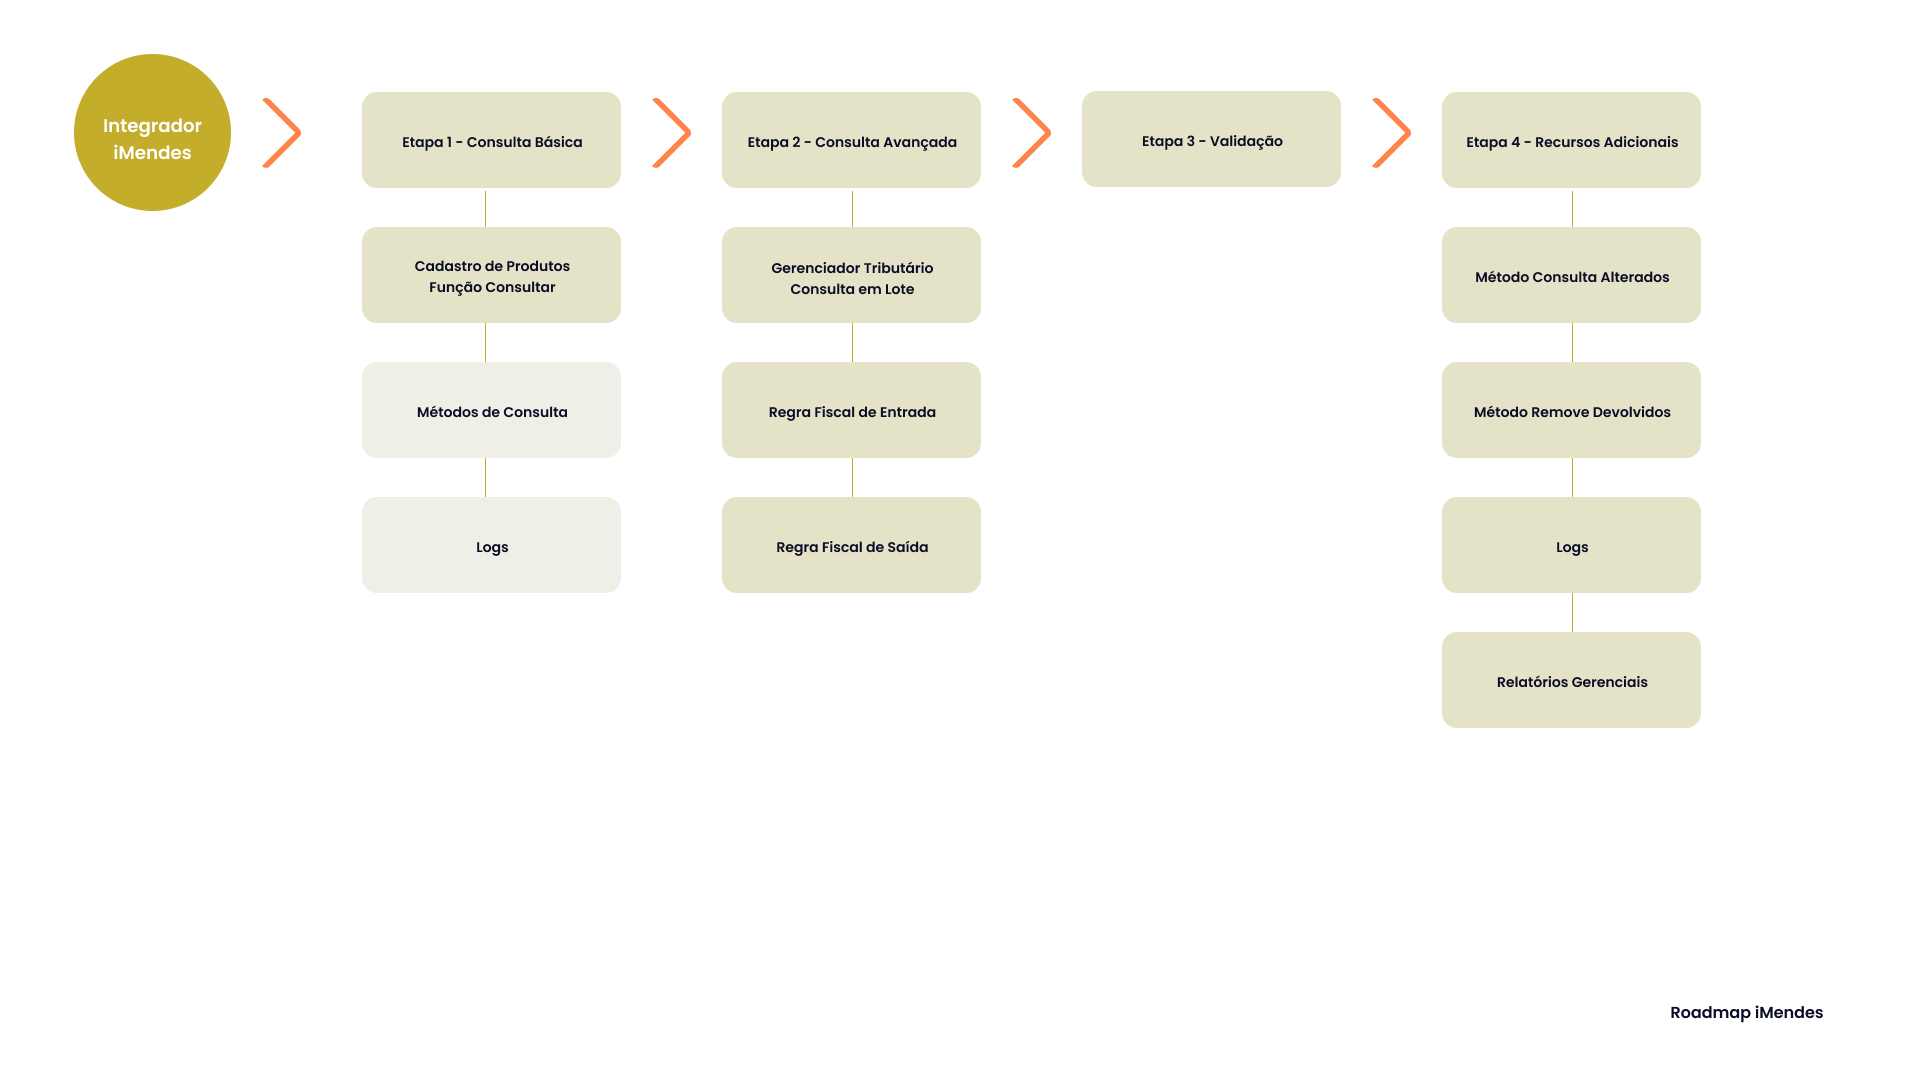 Integrador
iMendes
Etapa 1 - Consulta Básica
Cadastro de Produtos
Função Consultar
Métodos de Consulta
Logs
Etapa 2 - Consulta Avançada
Gerenciador Tributário
Consulta em Lote
Regra Fiscal de Entrada
Regra Fiscal de Saída
Etapa 3 - Validação
Etapa 4 - Recursos Adicionais
Método Consulta Alterados
Método Remove Devolvidos
Logs
Relatórios Gerenciais
Roadmap iMendes